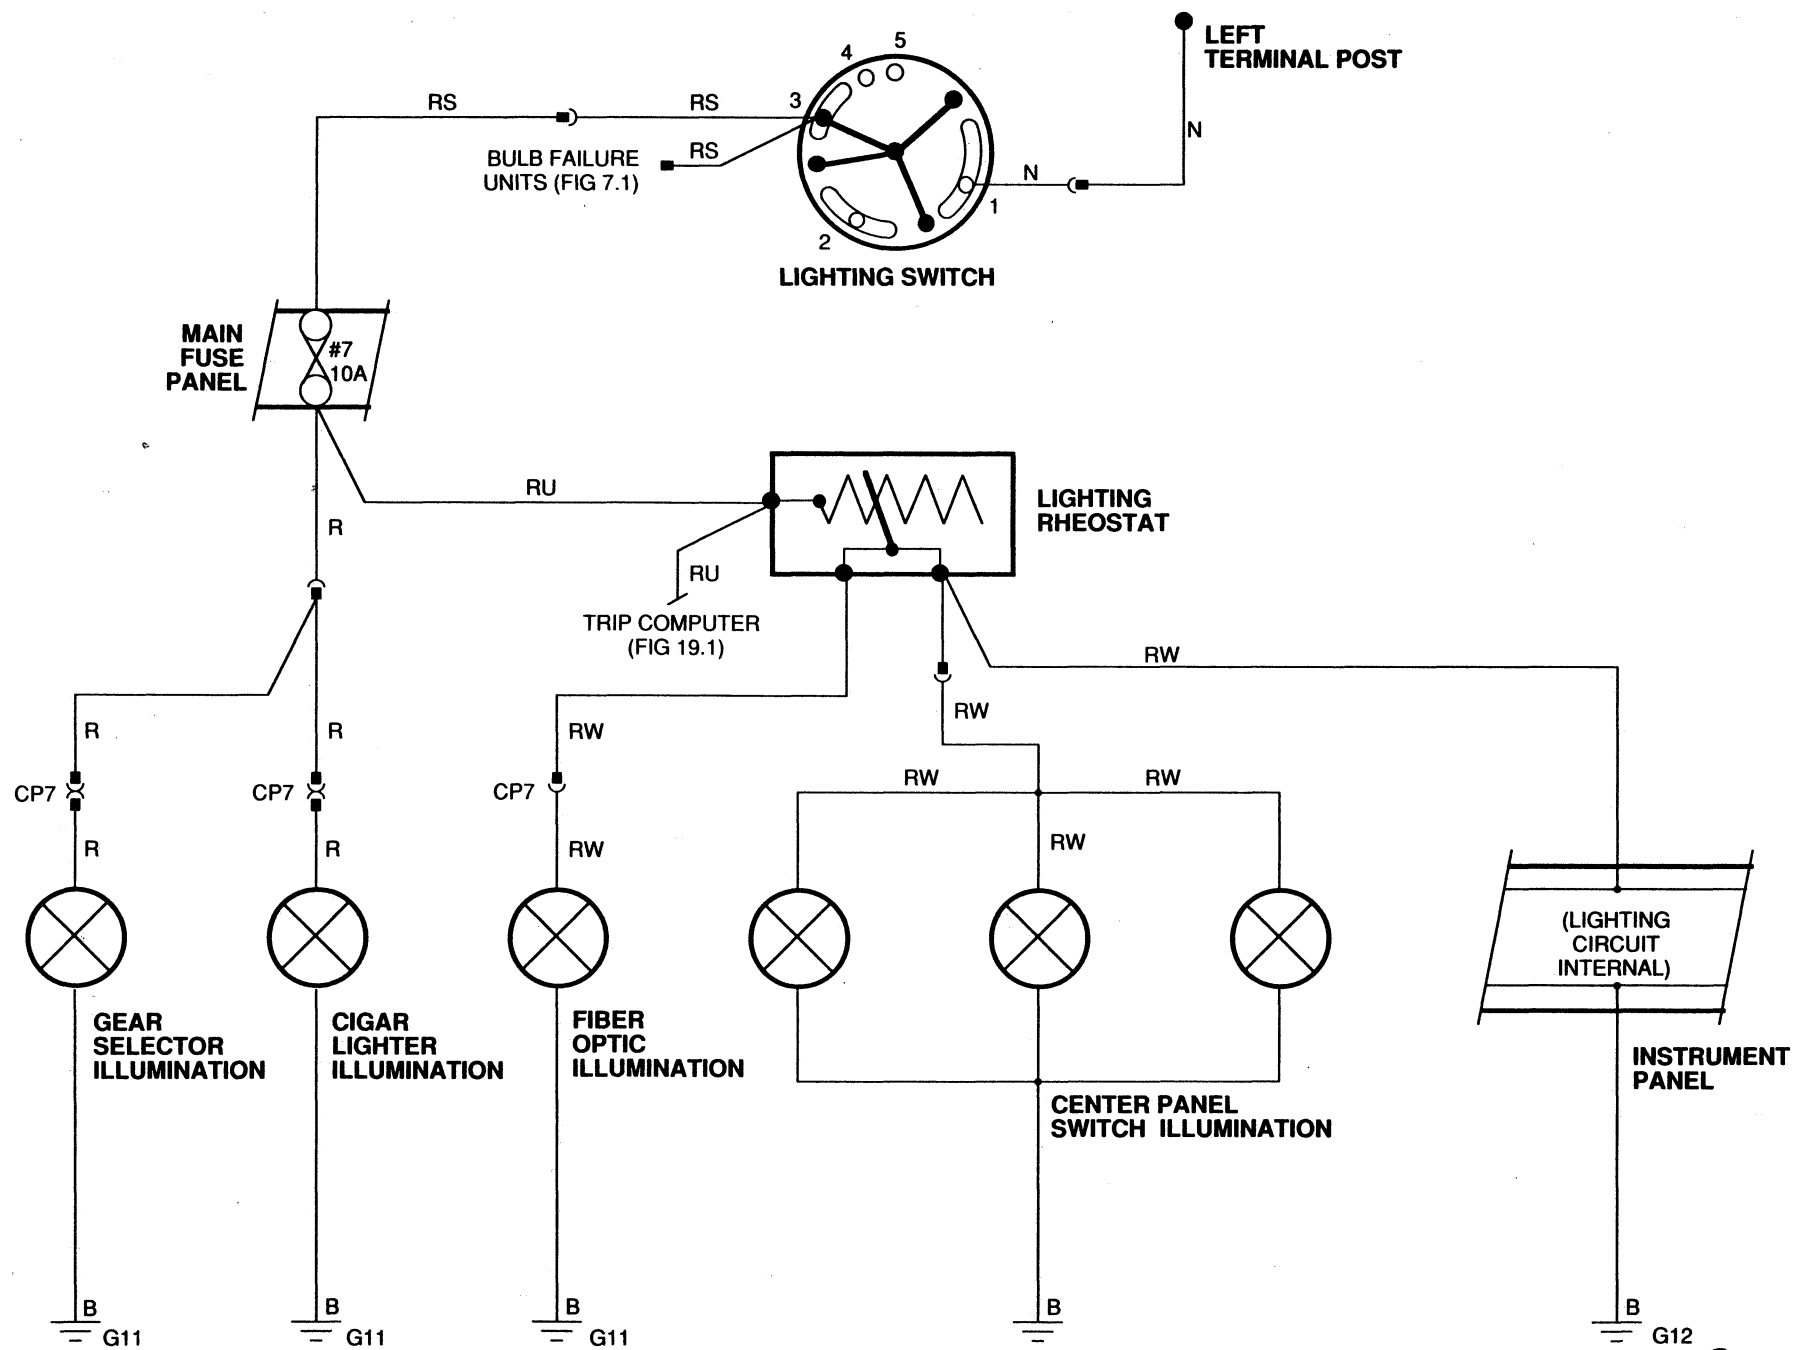 5
4
LEFT
TERMINAL POST
RS
RS
3
N
RS
BULB FAILURE
UNITS (FIG 7.1)
N
1
2
LIGHTING SWITCH
MAIN
FUSE
PANEL
#7
10A
RU
LIGHTING
RHEOSTAT
R
RU
TRIP COMPUTER
(FIG 19.1)
RW
R
R
RW
RW
RW
RW
CP7
CP7
CP7
R
R
RW
RW
(LIGHTING
CIRCUIT
INTERNAL)
GEAR
SELECTOR
ILLUMINATION
CIGAR
LIGHTER
ILLUMINATION
FIBER
OPTIC
ILLUMINATION
CENTER PANEL
SWITCH ILLUMINATION
INSTRUMENT
PANEL
B
B
B
B
B
G11
G11
G11
G12